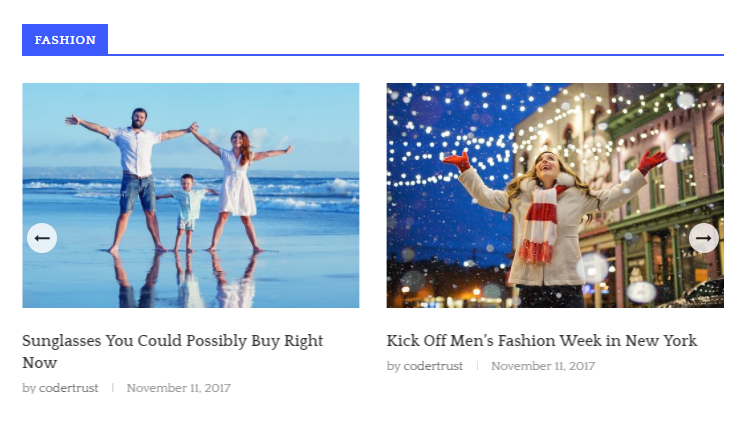 FASHION
Sunglasses You Could Possibly Buy Right
Now
by codertrust | November 11, 2017
Kick Off Men's Fashion Week in New York
by codertrust | November 11, 2017